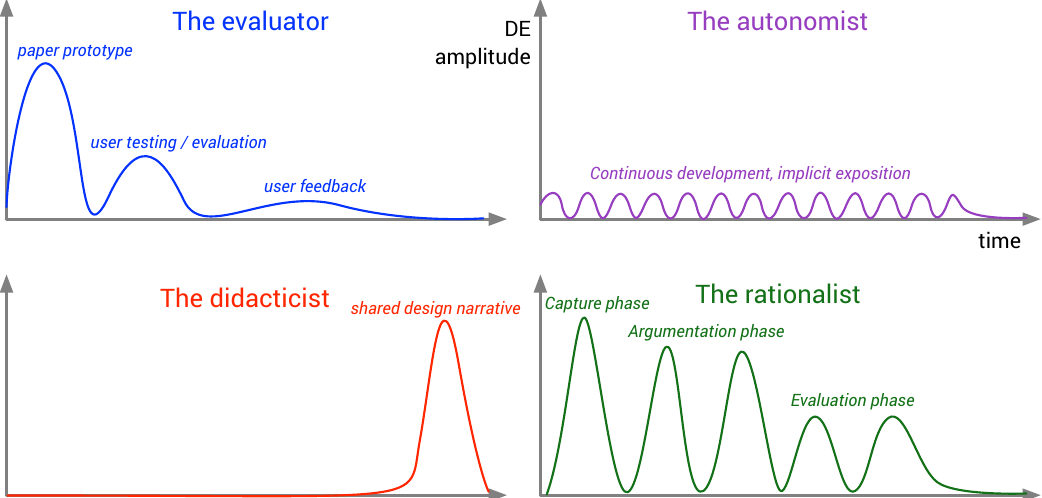 The evaluator
paper prototype
user testing / evaluation
user feedback
DE
amplitude
The autonomist
Continuous development, implicit exposition
time
The didacticist
shared design narrative
The rationalist
Capture phase
Argumentation phase
Evaluation phase